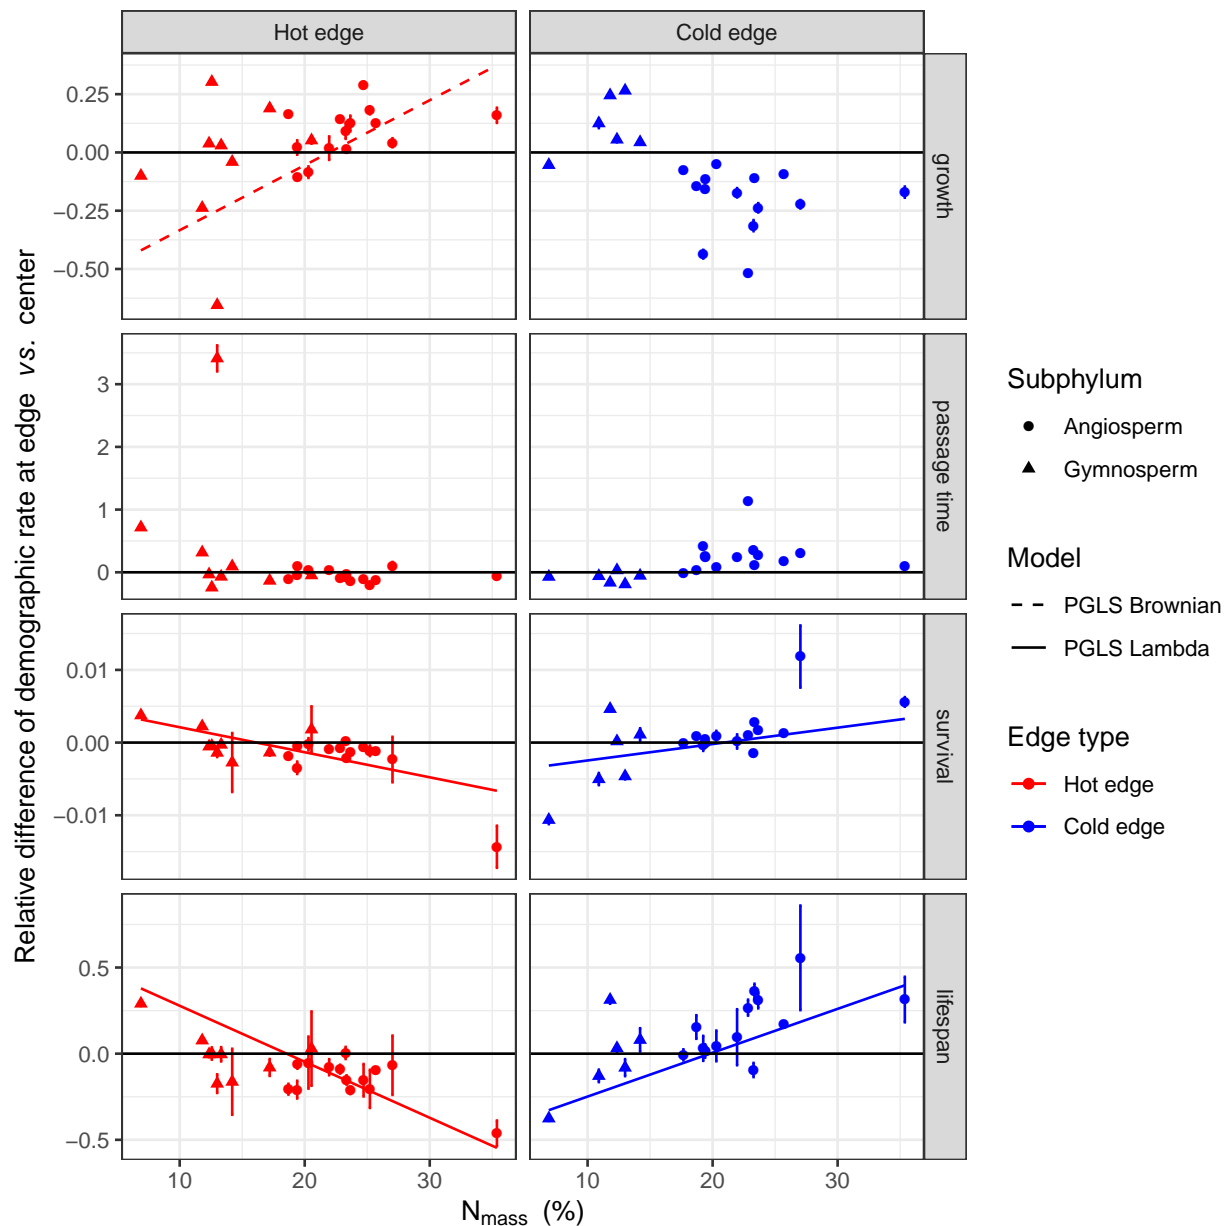 Hot edge
Cold edge
Relative difference of demographic rate at edge vs. center
0.25
0.00
−0.25
−0.50
growth
3
2
1
0
passage time
0.01
0.00
−0.01
survival
0.5
0.0
−0.5
lifespan
10
20
30
10
20
30
Nmass (%)
Subphylum
Angiosperm
Gymnosperm
Model
PGLS Brownian
PGLS Lambda
Edge type
Hot edge
Cold edge